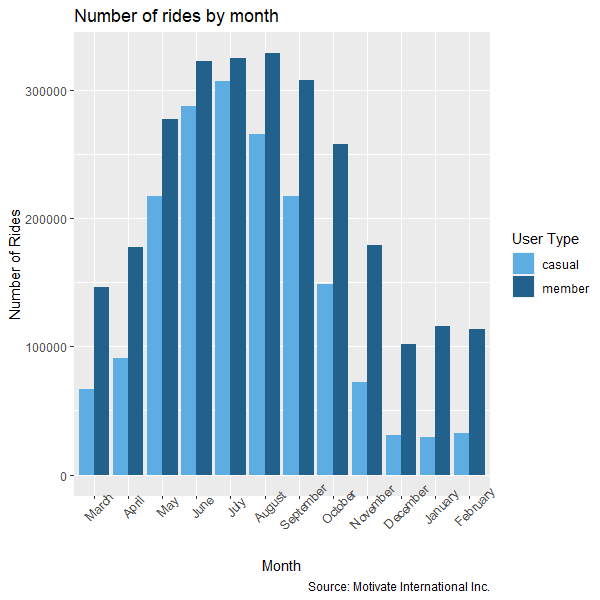 Number of rides by month
Number of Rides
300000
200000
100000
0
March
April
May
June
July
August
September
October
November
December
January
February
Month
User Type
casual
member
Source: Motivate International Inc.